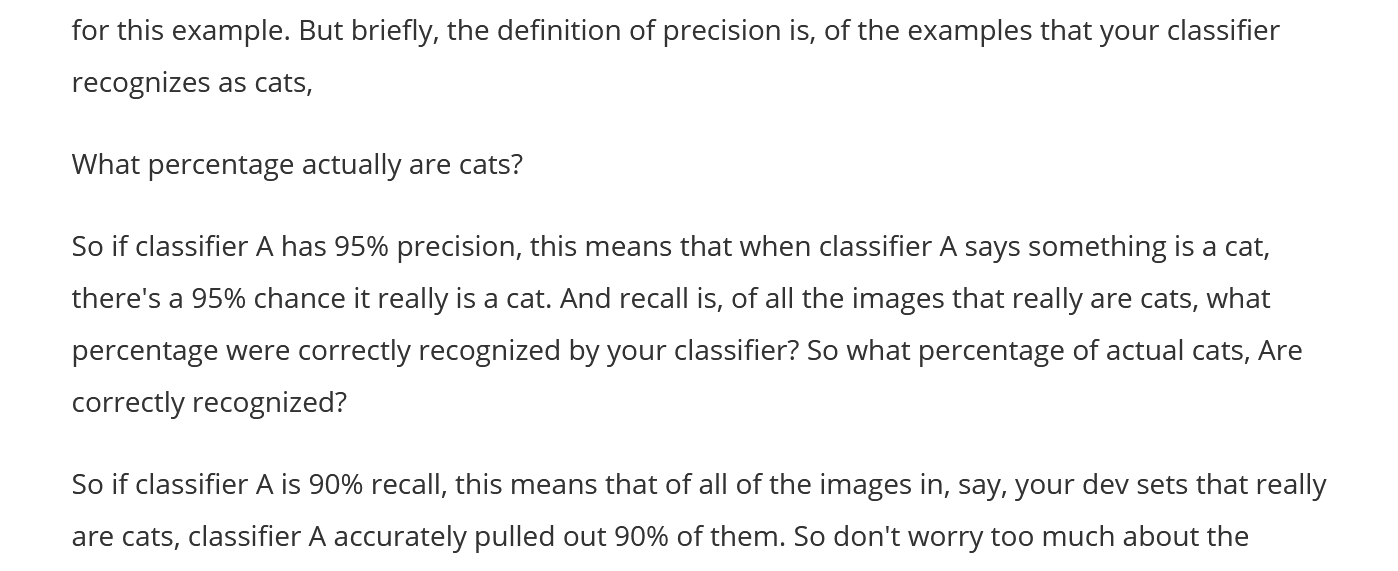 for this example. But briefly, the definition of precision is, of the examples that your classifier
recognizes as cats,
What percentage actually are cats?
So if classifier A has 95% precision, this means that when classifier A says something is a cat,
there's a 95% chance it really is a cat. And recall is, of all the images that really are cats, what
percentage were correctly recognized by your classifier? So what percentage of actual cats, Are
correctly recognized?
So if classifier A is 90% recall, this means that of all of the images in, say, your dev sets that really
are cats, classifier A accurately pulled out 90% of them. So don't worry too much about the